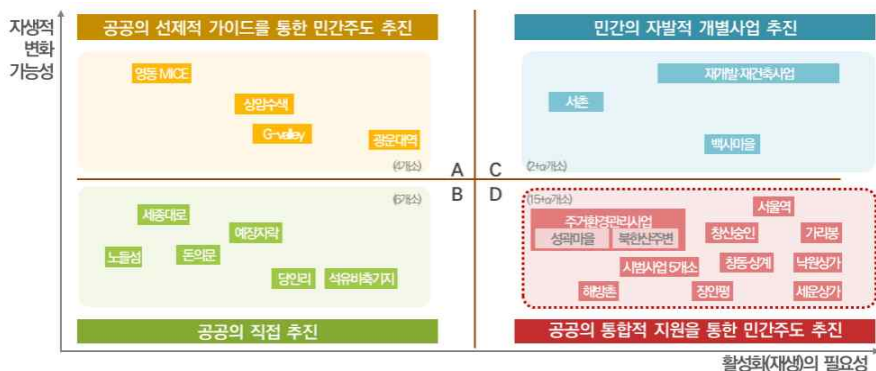 자생적
변화
가능성
공공의 선제적 가이드를 통한 민간주도 추진
민간의 자발적 개별사업 추진
영동 MICE
상암수색
G-valley
광운대역
(4개소)
A
재개발·재건축사업
서촌
백사마을
(2+α개소)
C
B
(6개소)
세종대로
예장자락
노들섬
돈의문
당인리
석유비축기지
공공의 직접 추진
D
(15+α개소)
서울역
주거환경관리사업
성곽마을
북한산주변
창신숭인
가리봉
시범사업 5개소
창동·상계
낙원상가
해방촌
장안평
세운상가
공공의 통합적 지원을 통한 민간주도 추진
활성화(재생)의 필요성